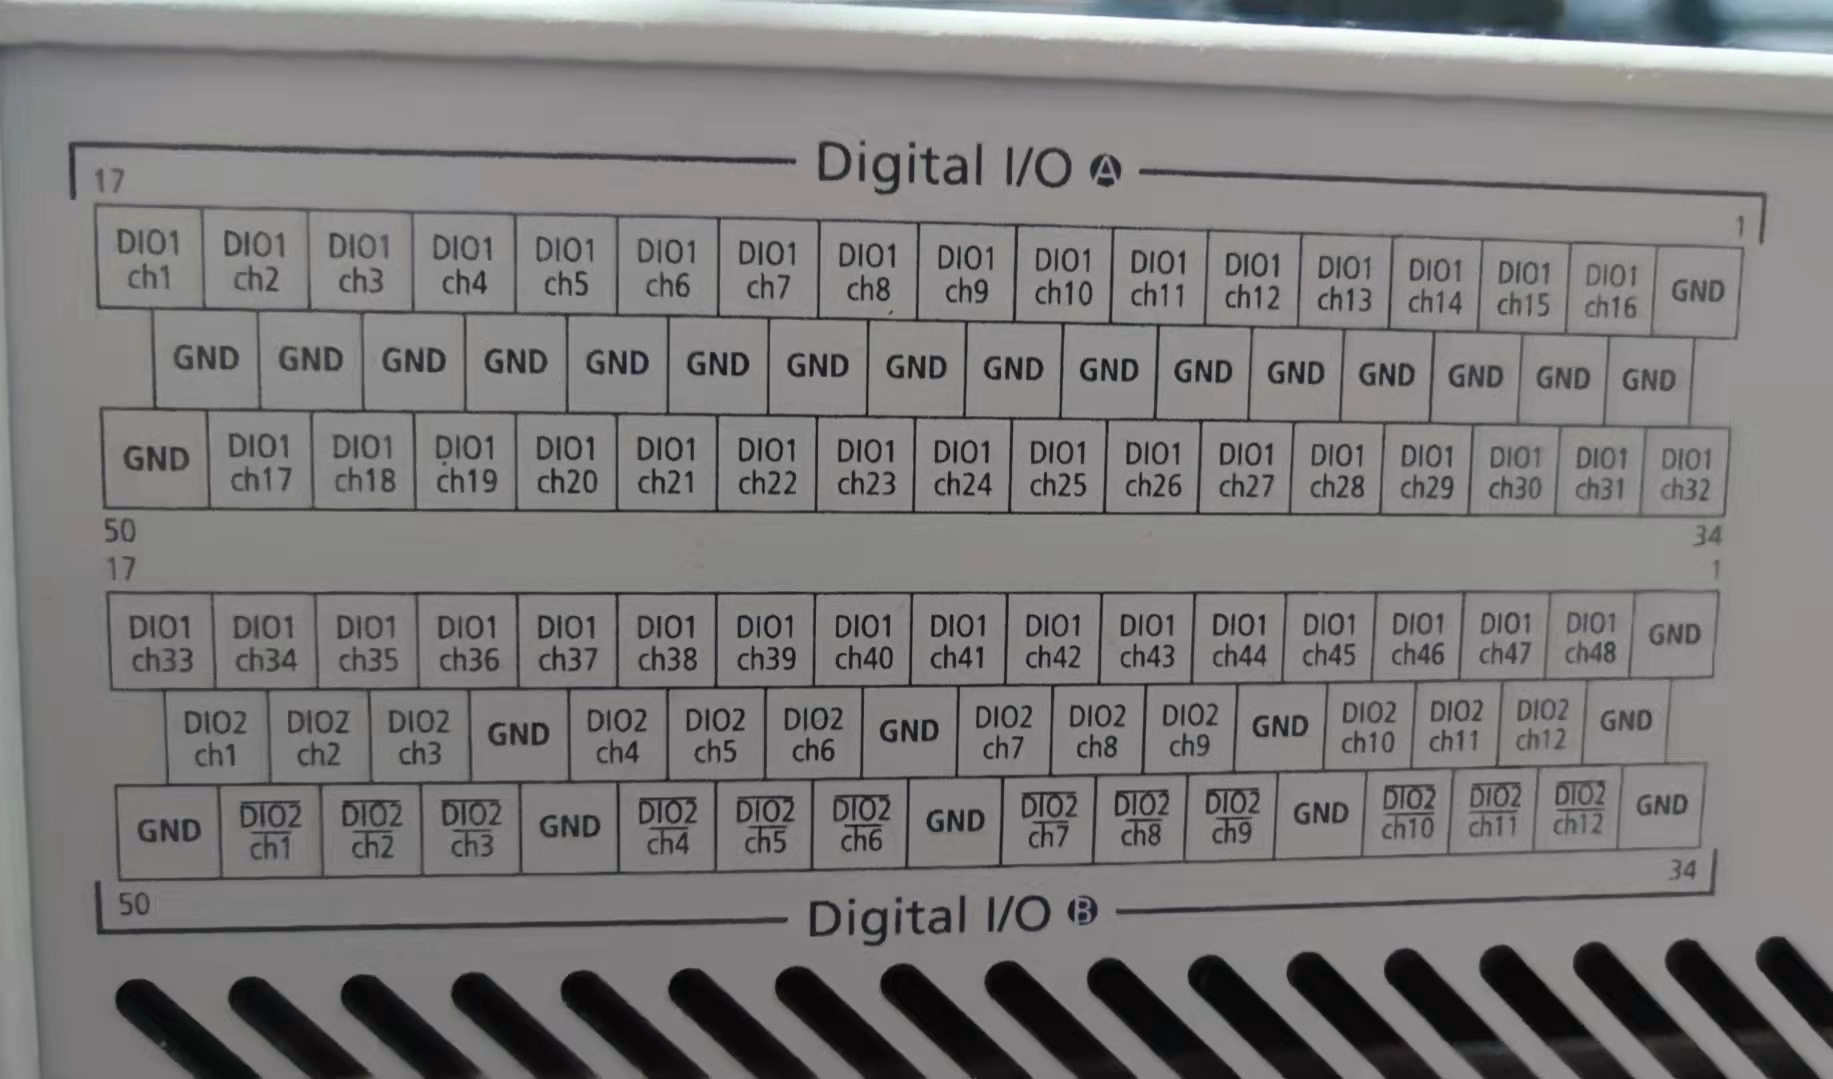 Digital I/O A
17 1
DIO1 ch1 DIO1 ch2 DIO1 ch3 DIO1 ch4 DIO1 ch5 DIO1 ch6 DIO1 ch7 DIO1 ch8 DIO1 ch9 DIO1 ch10 DIO1 ch11 DIO1 ch12 DIO1 ch13 DIO1 ch14 DIO1 ch15 DIO1 ch16 GND
GND GND GND GND GND GND GND GND GND GND GND GND GND GND GND GND
GND DIO1 ch17 DIO1 ch18 DIO1 ch19 DIO1 ch20 DIO1 ch21 DIO1 ch22 DIO1 ch23 DIO1 ch24 DIO1 ch25 DIO1 ch26 DIO1 ch27 DIO1 ch28 DIO1 ch29 DIO1 ch30 DIO1 ch31 DIO1 ch32
50 34
17 1
DIO1 ch33 DIO1 ch34 DIO1 ch35 DIO1 ch36 DIO1 ch37 DIO1 ch38 DIO1 ch39 DIO1 ch40 DIO1 ch41 DIO1 ch42 DIO1 ch43 DIO1 ch44 DIO1 ch45 DIO1 ch46 DIO1 ch47 DIO1 ch48 GND
DIO2 ch1 DIO2 ch2 DIO2 ch3 GND DIO2 ch4 DIO2 ch5 DIO2 ch6 GND DIO2 ch7 DIO2 ch8 DIO2 ch9 GND DIO2 ch10 DIO2 ch11 DIO2 ch12 GND
GND DIO2 ch1 DIO2 ch2 DIO2 ch3 GND DIO2 ch4 DIO2 ch5 DIO2 ch6 GND DIO2 ch7 DIO2 ch8 DIO2 ch9 GND DIO2 ch10 DIO2 ch11 DIO2 ch12 GND
50 34
Digital I/O B